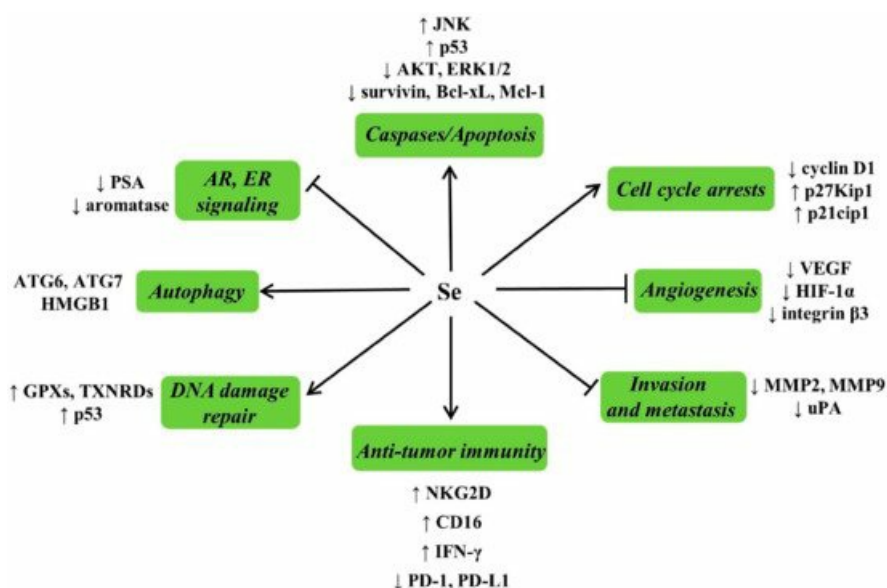 ↑ JNK
↑ p53
↓ AKT, ERK1/2
↓ survivin, Bcl-xL, Mcl-1
Caspases/Apoptosis
↓ PSA
↓ aromatase
AR, ER
signaling
Cell cycle arrests
↓ cyclin D1
↑ p27Kip1
↑ p21cip1
ATG6, ATG7
HMGB1
Autophagy
Se
Angiogenesis
↓ VEGF
↓ HIF-1α
↓ integrin β3
↑ GPXs, TXNRDs
↑ p53
DNA damage
repair
Invasion
and metastasis
↓ MMP2, MMP9
↓ uPA
Anti-tumor immunity
↑ NKG2D
↑ CD16
↑ IFN-γ
↓ PD-1, PD-L1